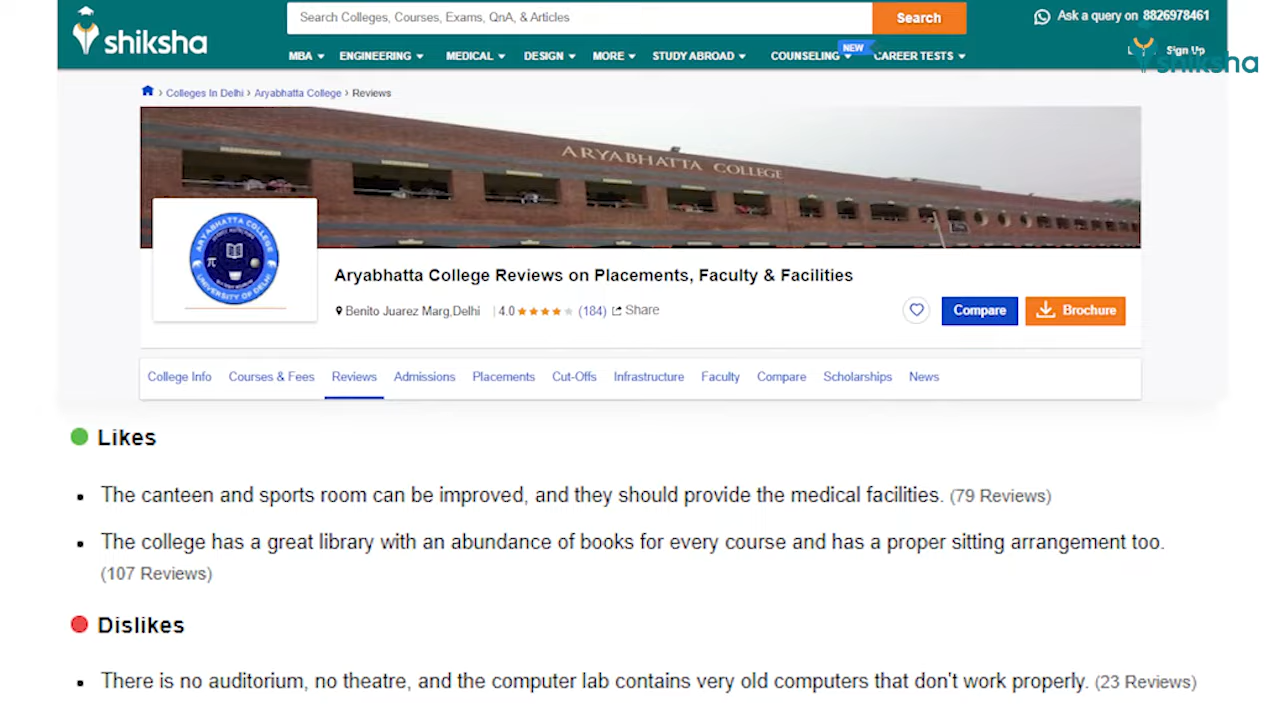 shiksha
Search Colleges, Courses, Exams, QnA, & Articles
Search
Ask a query on 8826978461
MBA ENGINEERING MEDICAL DESIGN MORE STUDY ABROAD COUNSELING NEW CAREER TESTS
Sign Up
shiksha
› Colleges In Delhi › Aryabhatta College › Reviews
ARYABHATTA COLLEGE
ARYABHATTA COLLEGE
UNIVERSITY OF DELHI
Aryabhatta College Reviews on Placements, Faculty & Facilities
Benito Juarez Marg,Delhi | 4.0 ★★★★★ (184) Share
Compare
Brochure
College Info Courses & Fees Reviews Admissions Placements Cut-Offs Infrastructure Faculty Compare Scholarships News
Likes
• The canteen and sports room can be improved, and they should provide the medical facilities. (79 Reviews)
• The college has a great library with an abundance of books for every course and has a proper sitting arrangement too.
(107 Reviews)
Dislikes
• There is no auditorium, no theatre, and the computer lab contains very old computers that don't work properly. (23 Reviews)